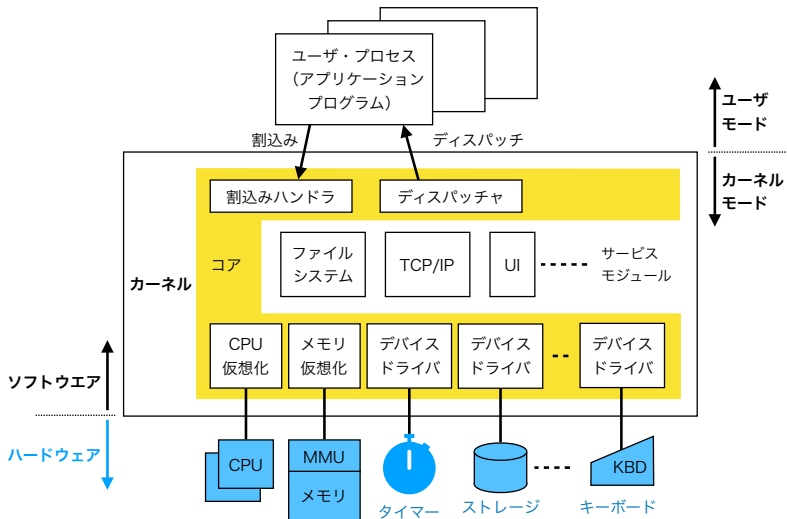 ユーザ・プロセス
(アプリケーション
プログラム)
割込み
ディスパッチ
ユーザ
モード
カーネル
モード
割込みハンドラ
ディスパッチャ
コア
カーネル
ファイル
システム
TCP/IP
UI
サービス
モジュール
CPU
仮想化
メモリ
仮想化
デバイス
ドライバ
デバイス
ドライバ
デバイス
ドライバ
ソフトウエア
ハードウェア
CPU
MMU
メモリ
タイマー
ストレージ
KBD
キーボード